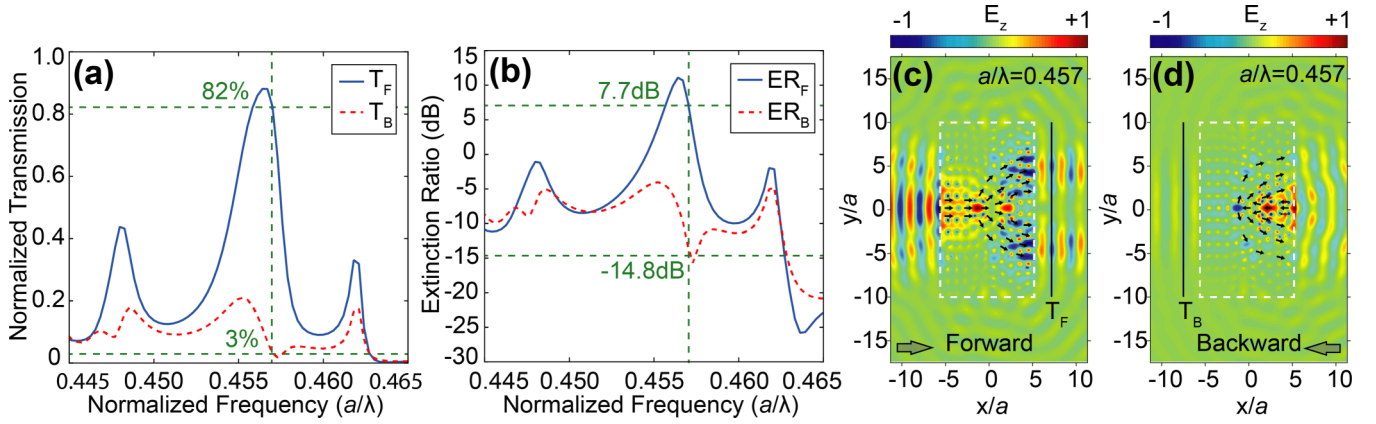 (a)
1.0
0.8
0.6
0.4
0.2
0
82%
3%
T_F
T_B
0.445
0.450
0.455
0.460
0.465
Normalized Transmission
Normalized Frequency (a/λ)
(b)
15
10
5
0
-5
-10
-15
-20
-25
-30
7.7dB
-14.8dB
ER_F
ER_B
0.445
0.450
0.455
0.460
0.465
Extinction Ratio (dB)
Normalized Frequency (a/λ)
-1 E_z +1
(c)
a/λ=0.457
15
10
5
0
-5
-10
-15
y/a
T_F
Forward
-10 -5 0 5 10
x/a
-1 E_z +1
(d)
a/λ=0.457
15
10
5
0
-5
-10
-15
y/a
T_B
Backward
-10 -5 0 5 10
x/a